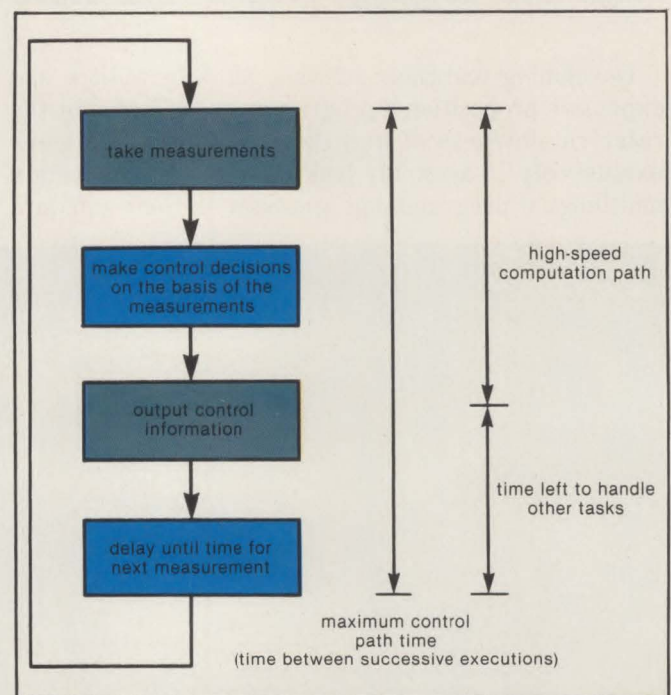 take measurements
make control decisions
on the basis of the
measurements
output control
information
delay until time for
next measurement
high-speed
computation path
time left to handle
other tasks
maximum control
path time
(time between successive executions)